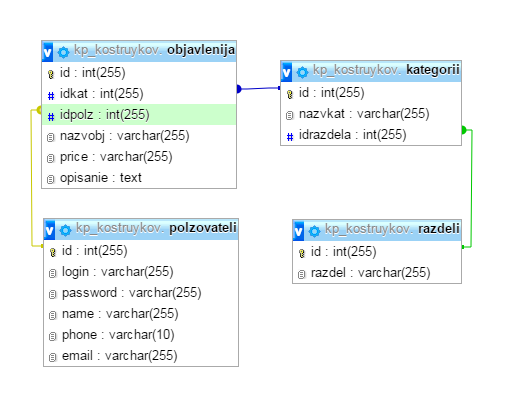 kp_kostruykov. objavlenija
id : int(255)
idkat : int(255)
idpolz : int(255)
nazvobj : varchar(255)
price : varchar(255)
opisanie : text
kp_kostruykov. kategorii
id : int(255)
nazvkat : varchar(255)
idrazdela : int(255)
kp_kostruykov. polzovateli
id : int(255)
login : varchar(255)
password : varchar(255)
name : varchar(255)
phone : varchar(10)
email : varchar(255)
kp_kostruykov. razdeli
id : int(255)
razdel : varchar(255)